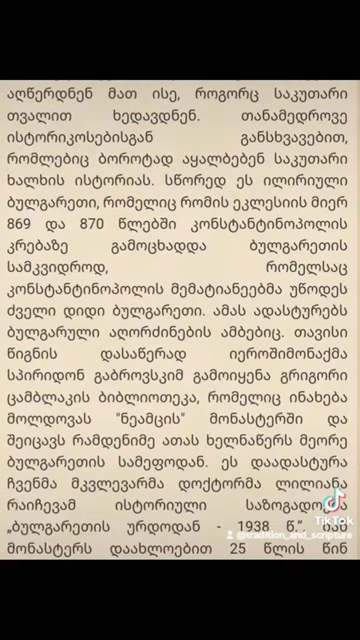 აღწერდნენ მათ ისე, როგორც საკუთარი
თვალით ხედავდნენ. თანამედროვე
ისტორიკოსებისგან განსხვავებით,
რომლებიც ბოროტად აყალბებენ საკუთარი
ხალხის ისტორიას. სწორედ ეს ილირიული
ბულგარეთი, რომელიც რომის ეკლესიის მიერ
869 და 870 წლებში კონსტანტინოპოლის
კრებაზე გამოცხადდა ბულგარეთის
სამკვიდროდ, რომელსაც
კონსტანტინოპოლის მემატიანეებმა უწოდეს
ძველი დიდი ბულგარეთი. ამას ადასტურებს
ბულგარული აღორძინების ამბებიც. თავისი
წიგნის დასაწერად იეროშიმონაქმა
სპირიდონ გაბროვსკიმ გამოიყენა გრიგორი
ცამბლაკის ბიბლიოთეკა, რომელიც ინახება
მოლდოვას "ნეამცის" მონასტერში და
შეიცავს რამდენიმე ათას ხელნაწერს მეორე
ბულგარეთის სამეფოდან. ეს დაადასტურა
ჩვენმა მკვლევარმა დოქტორმა ლილიანა
რაიჩევამ ისტორიული
„ბულგარეთის ურდოდან - 1938 წ.“.
TikTok
@tradition_and_scripture
მონასტერს დაახლოებით 25 წლის წინ